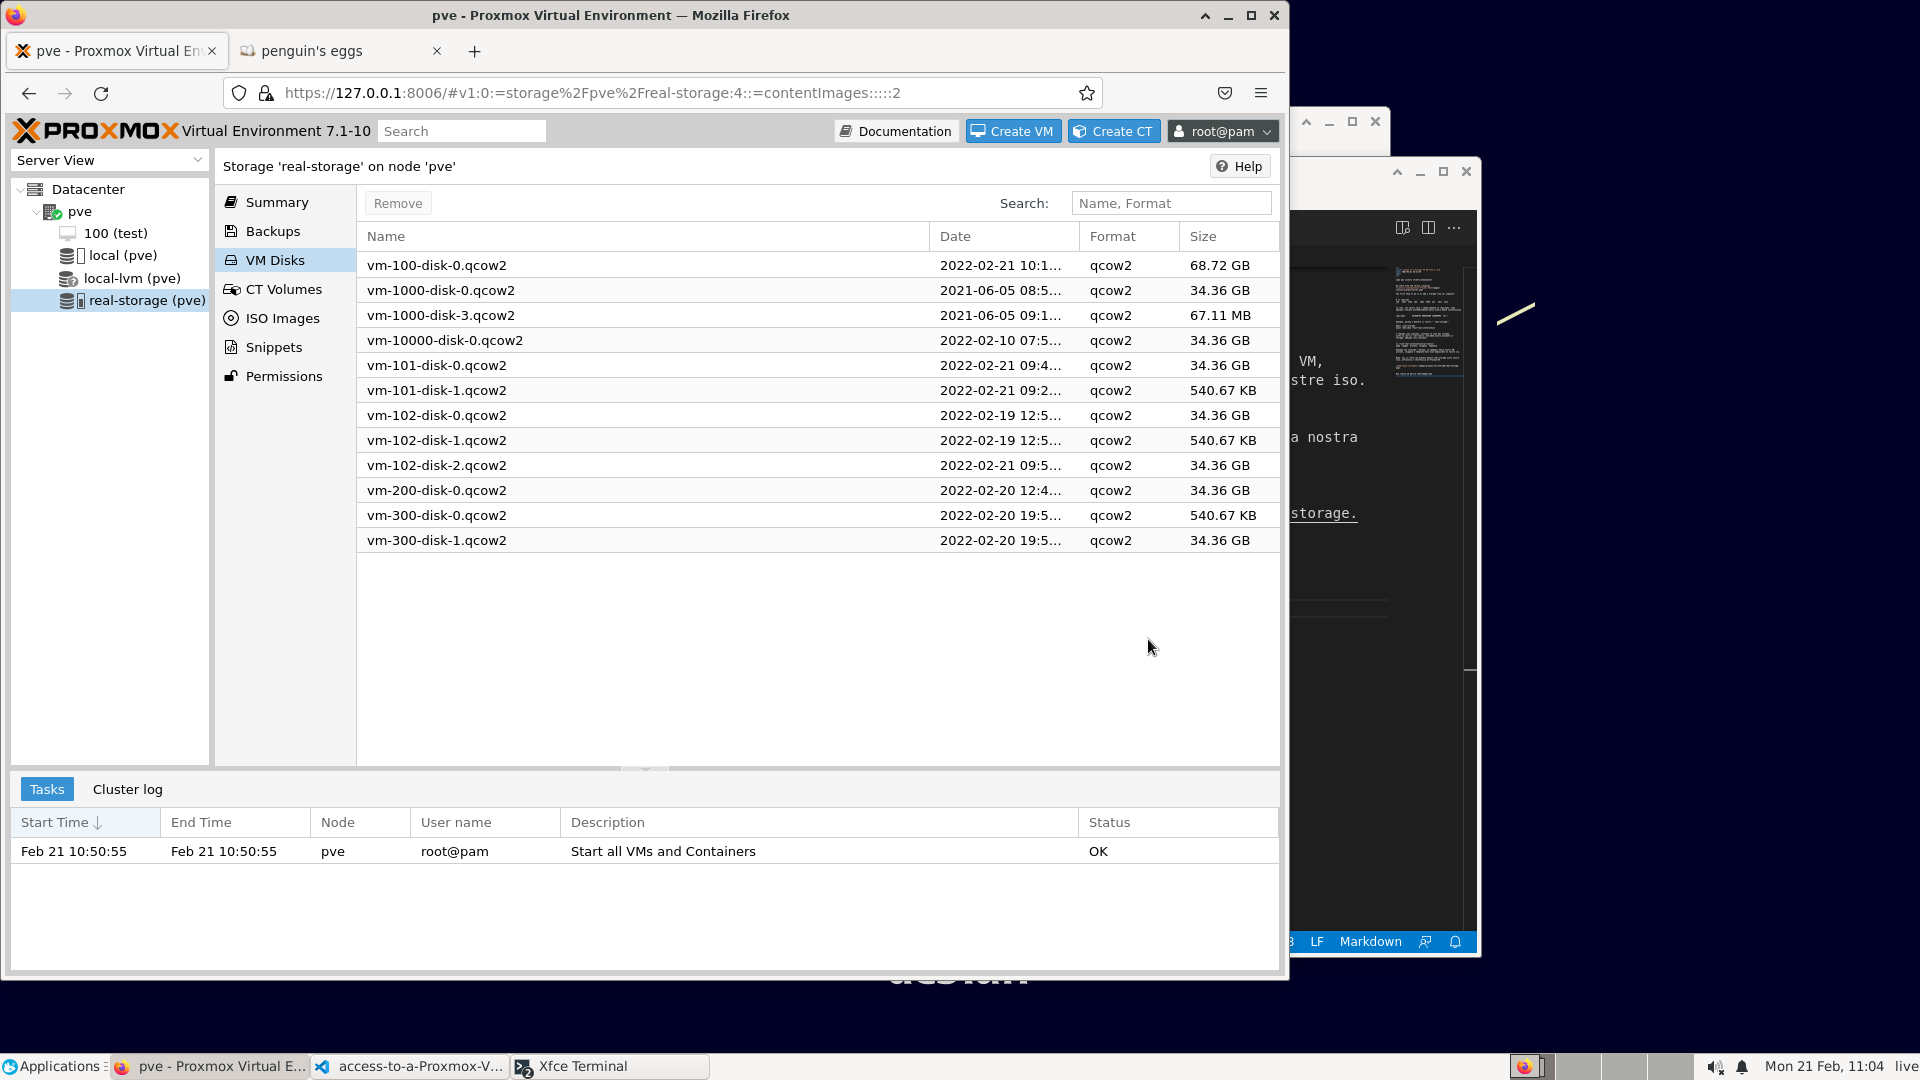 pve - Proxmox Virtual Environment — Mozilla Firefox
pve - Proxmox Virtual En
penguin's eggs
https://127.0.0.1:8006/#v1:0:=storage%2Fpve%2Freal-storage:4::=contentImages:::::2
PROXMOX Virtual Environment 7.1-10
Search
Documentation
Create VM
Create CT
root@pam
Server View
Storage 'real-storage' on node 'pve'
Help
Datacenter
pve
100 (test)
local (pve)
local-lvm (pve)
real-storage (pve)
Summary
Backups
VM Disks
CT Volumes
ISO Images
Snippets
Permissions
Remove
Search:
Name, Format
Name Date Format Size
vm-100-disk-0.qcow2 2022-02-21 10:1... qcow2 68.72 GB
vm-1000-disk-0.qcow2 2021-06-05 08:5... qcow2 34.36 GB
vm-1000-disk-3.qcow2 2021-06-05 09:1... qcow2 67.11 MB
vm-10000-disk-0.qcow2 2022-02-10 07:5... qcow2 34.36 GB
vm-101-disk-0.qcow2 2022-02-21 09:4... qcow2 34.36 GB
vm-101-disk-1.qcow2 2022-02-21 09:2... qcow2 540.67 KB
vm-102-disk-0.qcow2 2022-02-19 12:5... qcow2 34.36 GB
vm-102-disk-1.qcow2 2022-02-19 12:5... qcow2 540.67 KB
vm-102-disk-2.qcow2 2022-02-21 09:5... qcow2 34.36 GB
vm-200-disk-0.qcow2 2022-02-20 12:4... qcow2 34.36 GB
vm-300-disk-0.qcow2 2022-02-20 19:5... qcow2 540.67 KB
vm-300-disk-1.qcow2 2022-02-20 19:5... qcow2 34.36 GB
VM,
stre iso.
a nostra
storage.
Tasks
Cluster log
Start Time End Time Node User name Description Status
Feb 21 10:50:55 Feb 21 10:50:55 pve root@pam Start all VMs and Containers OK
LF Markdown
Applications
pve - Proxmox Virtual E...
access-to-a-Proxmox-V...
2 Xfce Terminal
Mon 21 Feb, 11:04 live